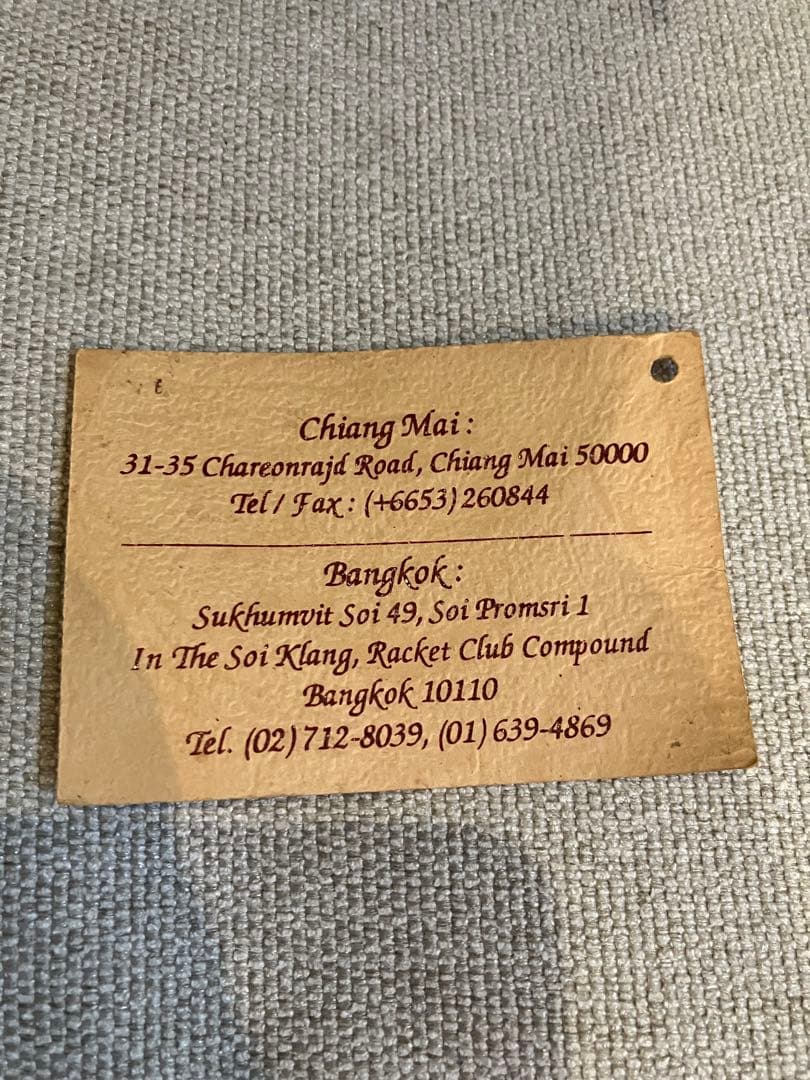 Chiang Mai :
31-35 Chareonrajd Road, Chiang Mai 50000
Tel / Fax : (+6653) 260844
Bangkok :
Sukhumvit Soi 49, Soi Promsri 1
In The Soi Klang, Racket Club Compound
Bangkok 10110
Tel. (02) 712-8039, (01) 639-4869